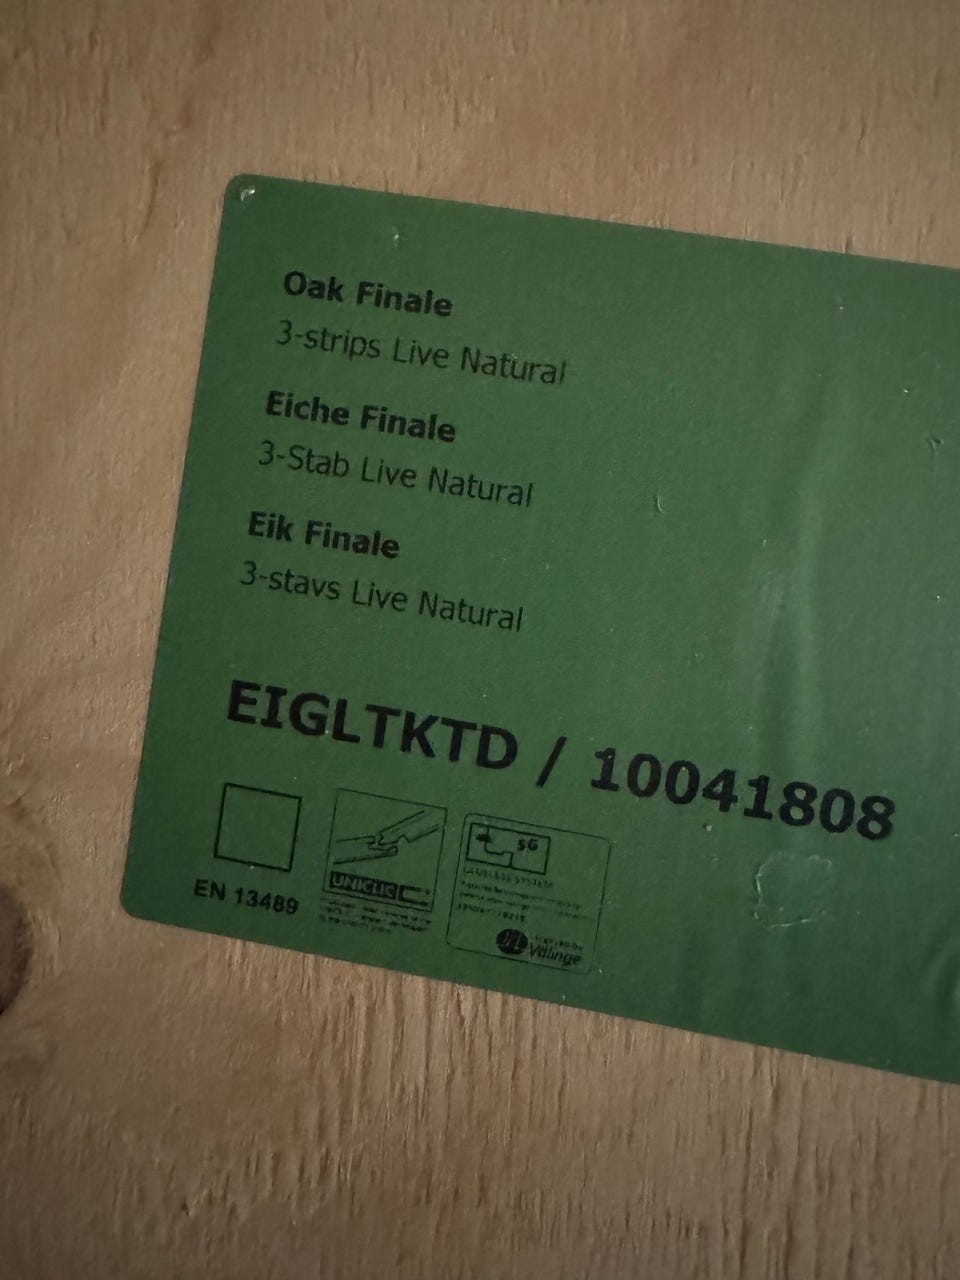 Oak Finale
3-strips Live Natural
Eiche Finale
3-Stab Live Natural
Eik Finale
3-stavs Live Natural
EIGLTKTD / 10041808
EN 13489
UNICLIC
5G
Välinge